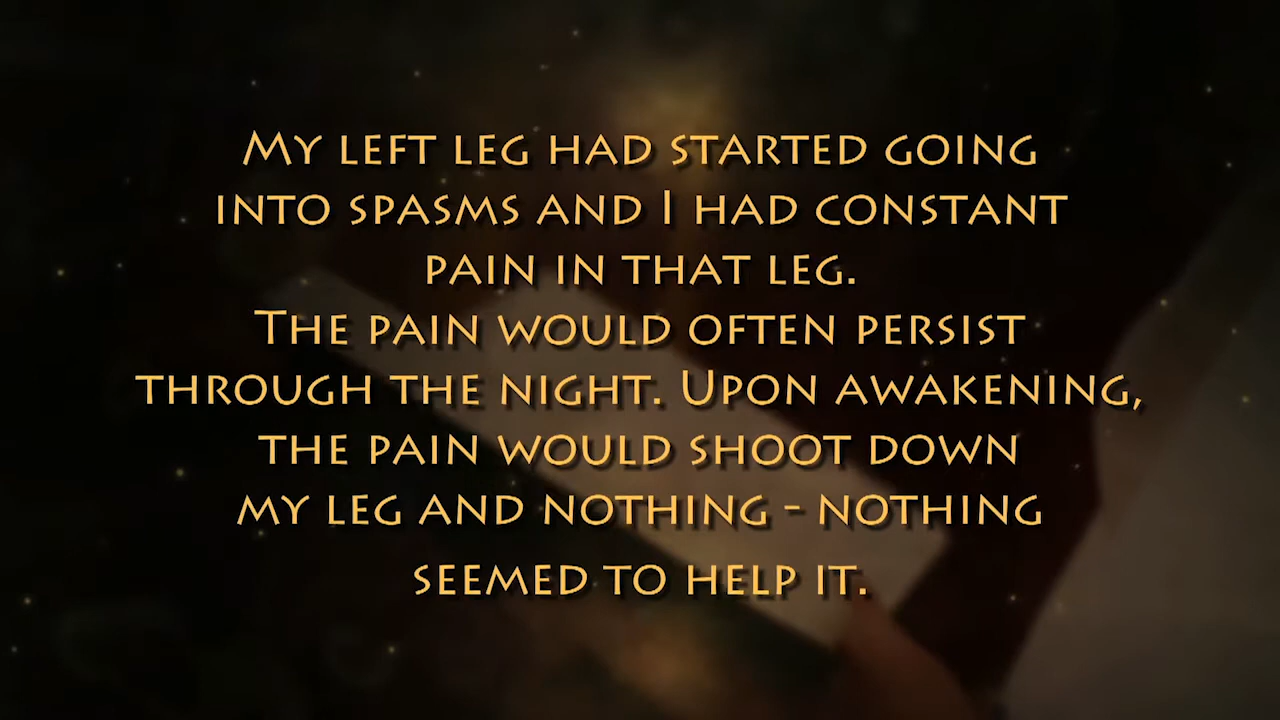 My left leg had started going
into spasms and I had constant
pain in that leg.
The pain would often persist
through the night. Upon awakening,
the pain would shoot down
my leg and nothing - nothing
seemed to help it.